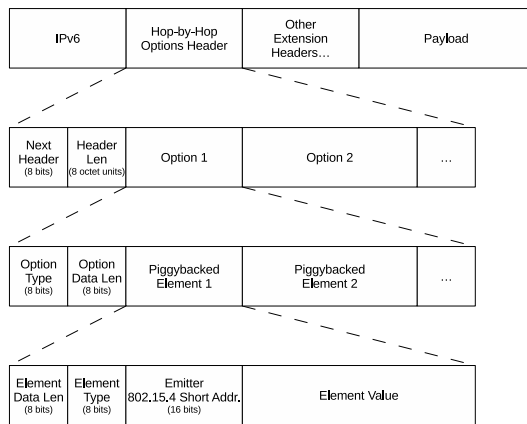 IPv6
Hop-by-Hop
Options Header
Other
Extension
Headers...
Payload
Next
Header
(8 bits)
Header
Len
(8 octet units)
Option 1
Option 2
...
Option
Type
(8 bits)
Option
Data Len
(8 bits)
Piggybacked
Element 1
Piggybacked
Element 2
...
Element
Data Len
(8 bits)
Element
Type
(8 bits)
Emitter
802.15.4 Short Addr.
(16 bits)
Element Value